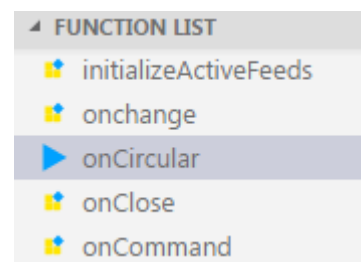 FUNCTION LIST
initializeActiveFeeds
onchange
onCircular
onClose
onCommand